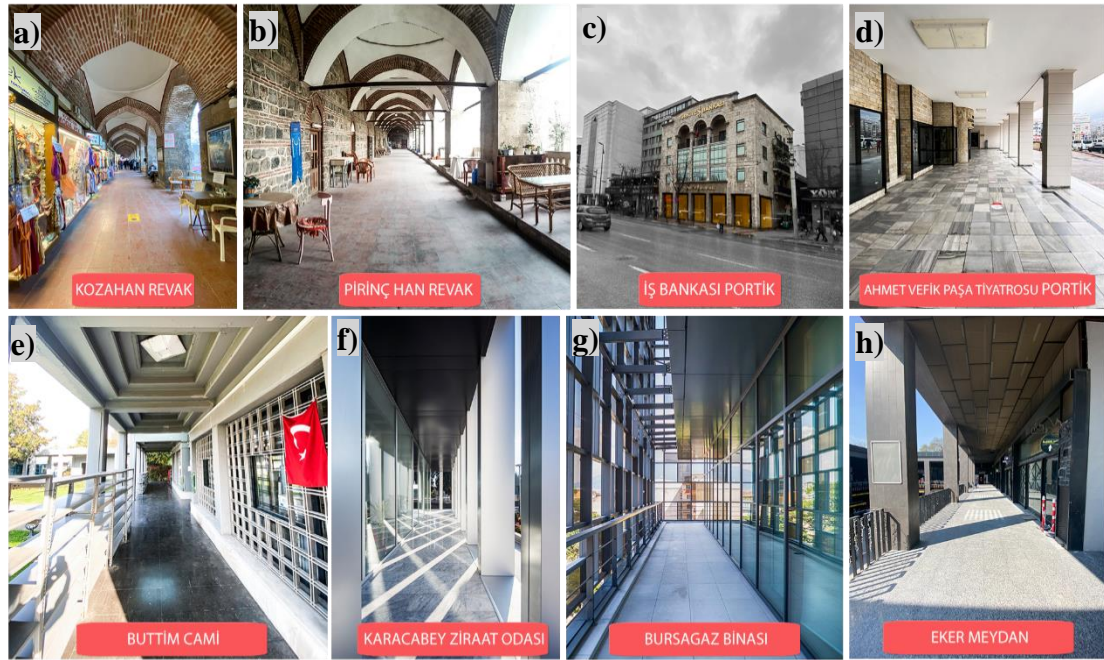 a)
KOZAHAN REVAK
b)
PİRİNÇ HAN REVAK
c)
İŞ BANKASI PORTİK
d)
AHMET VEFİK PAŞA TİYATROSU PORTİK
e)
BUTTİM CAMİ
f)
KARACABEY ZİRAAT ODASI
g)
BURSAGAZ BİNASI
h)
EKER MEYDAN